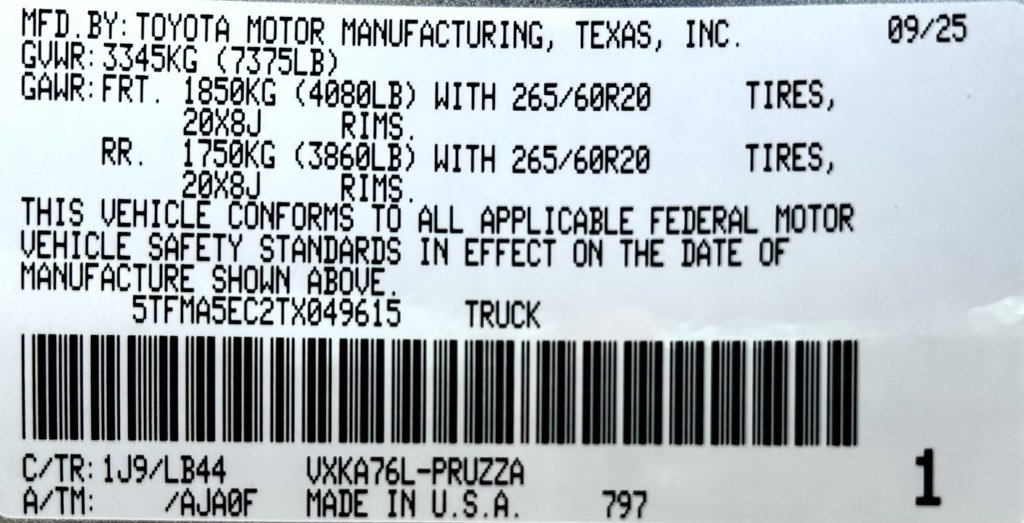 MFD.BY:TOYOTA MOTOR MANUFACTURING, TEXAS, INC. 09/25
GVWR:3345KG (7375LB)
GAWR:FRT. 1850KG (4080LB) WITH 265/60R20 TIRES,
20X8J RIMS.
RR. 1750KG (3860LB) WITH 265/60R20 TIRES,
20X8J RIMS.
THIS VEHICLE CONFORMS TO ALL APPLICABLE FEDERAL MOTOR
VEHICLE SAFETY STANDARDS IN EFFECT ON THE DATE OF
MANUFACTURE SHOWN ABOVE.
5TFMA5EC2TX049615 TRUCK
C/TR:1J9/LB44 VXKA76L-PRUZZA
A/TM: /AJA0F MADE IN U.S.A. 797
1